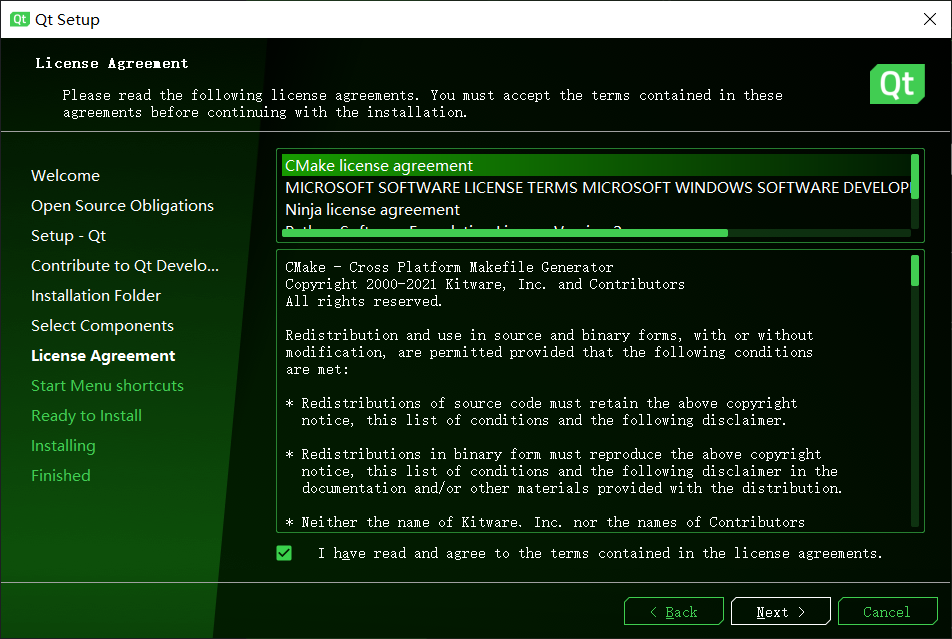 Qt Qt Setup
License Agreement
Please read the following license agreements. You must accept the terms contained in these
agreements before continuing with the installation.
Qt
Welcome
Open Source Obligations
Setup - Qt
Contribute to Qt Develo...
Installation Folder
Select Components
License Agreement
Start Menu shortcuts
Ready to Install
Installing
Finished
CMake license agreement
MICROSOFT SOFTWARE LICENSE TERMS MICROSOFT WINDOWS SOFTWARE DEVELOP
Ninja license agreement
Python Software Foundation License Version 2
CMake - Cross Platform Makefile Generator
Copyright 2000-2021 Kitware, Inc. and Contributors
All rights reserved.
Redistribution and use in source and binary forms, with or without
modification, are permitted provided that the following conditions
are met:
* Redistributions of source code must retain the above copyright
notice, this list of conditions and the following disclaimer.
* Redistributions in binary form must reproduce the above copyright
notice, this list of conditions and the following disclaimer in the
documentation and/or other materials provided with the distribution.
* Neither the name of Kitware, Inc. nor the names of Contributors
I have read and agree to the terms contained in the license agreements.
< Back
Next >
Cancel